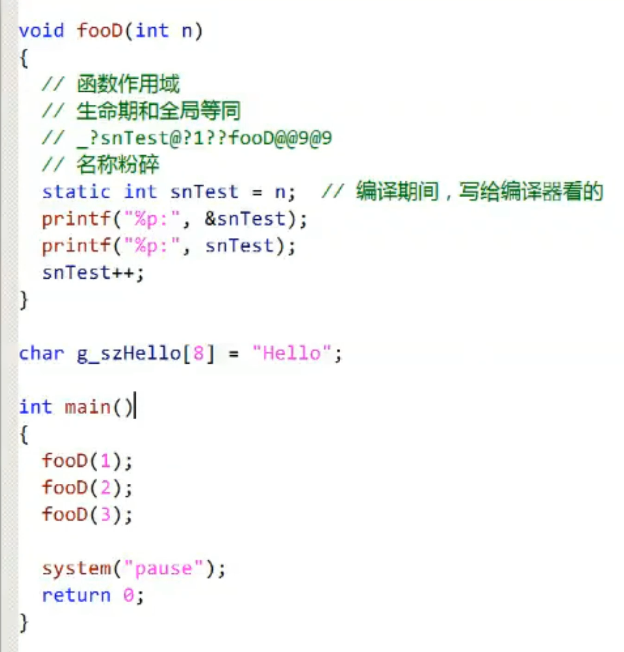 void fooD(int n)
{
// 函数作用域
// 生命期和全局等同
// _?snTest@?1??fooD@@9@9
// 名称粉碎
static int snTest = n;  // 编译期间，写给编译器看的
printf("%p:", &snTest);
printf("%p:", snTest);
snTest++;
}
char g_szHello[8] = "Hello";
int main()
{
fooD(1);
fooD(2);
fooD(3);
system("pause");
return 0;
}